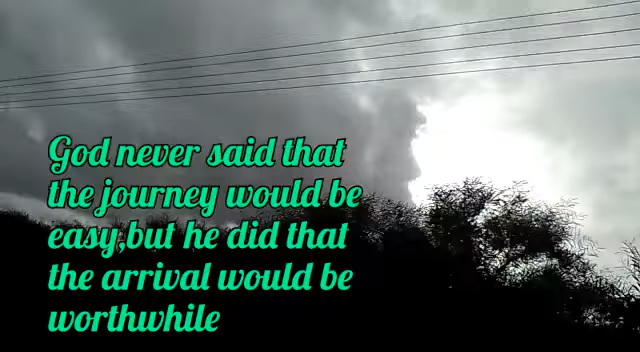 God never said that
the journey would be
easy,but he did that
the arrival would be
worthwhile